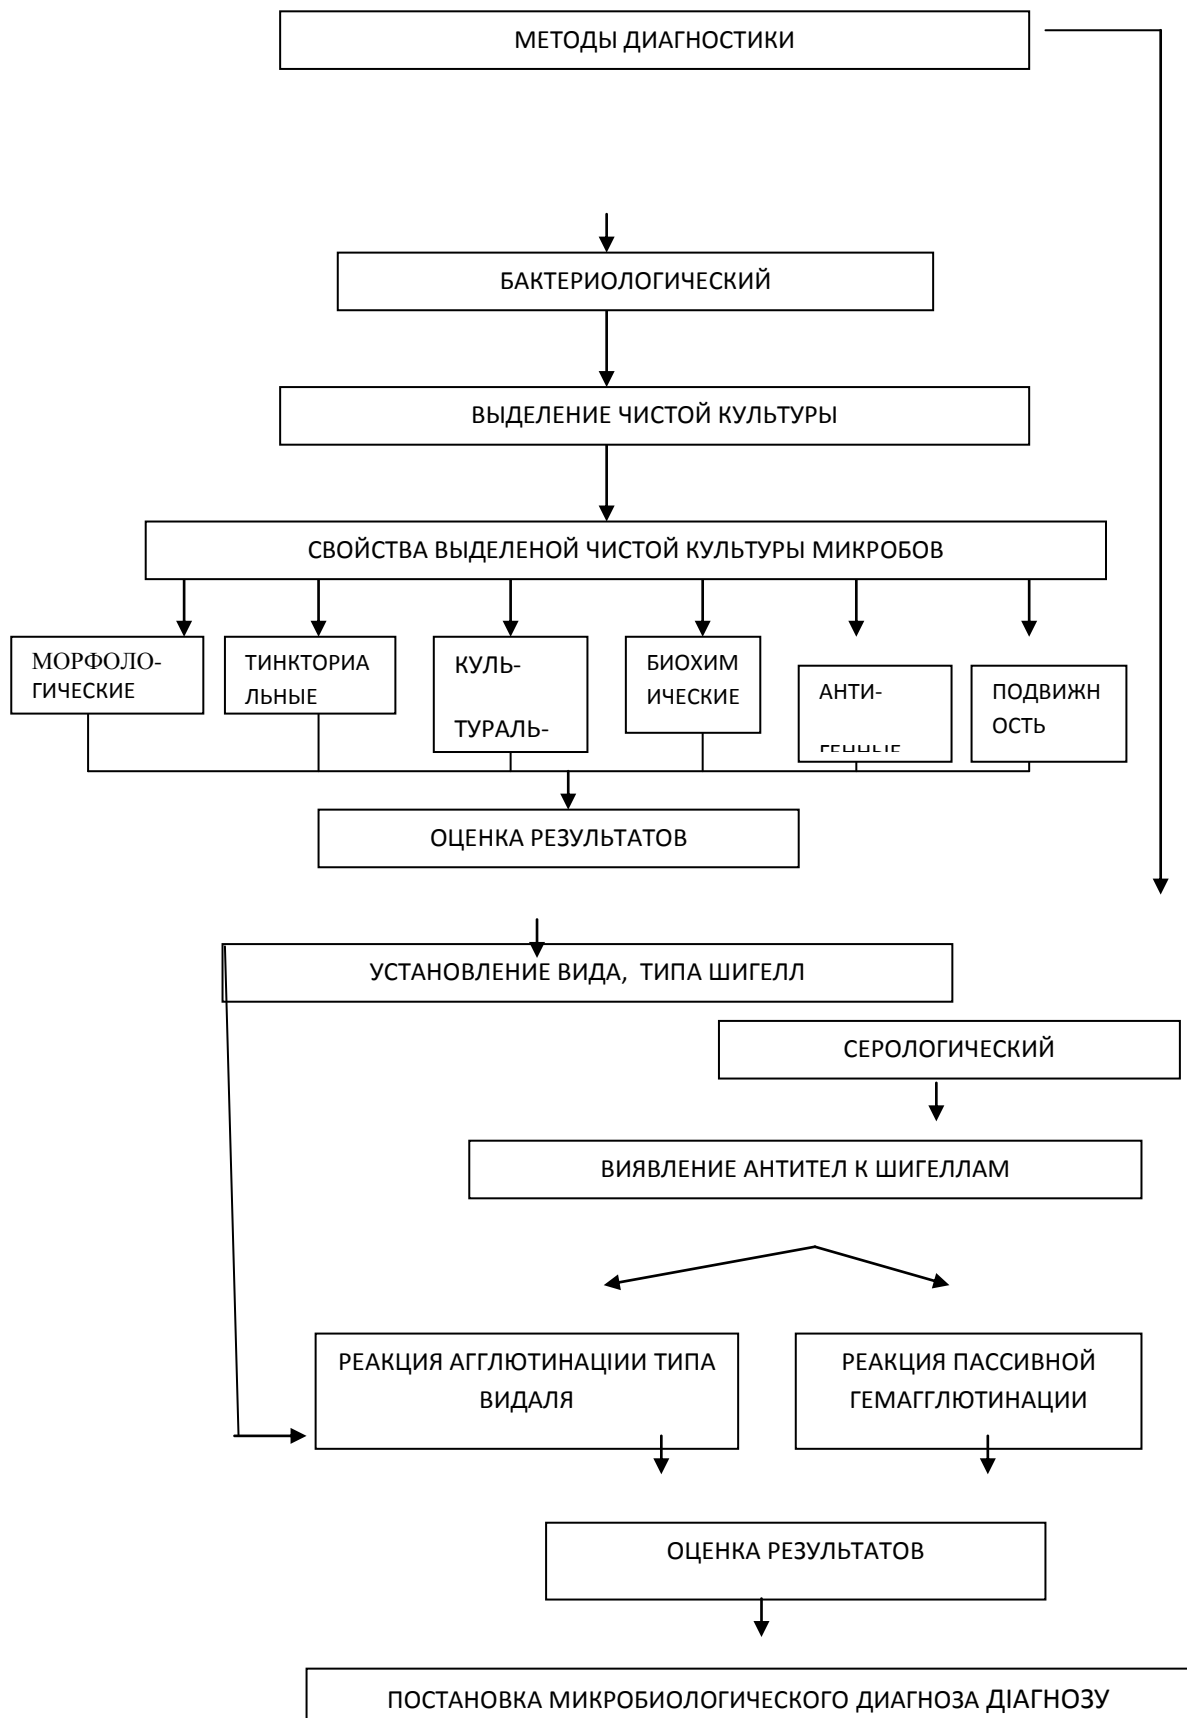 МЕТОДЫ ДИАГНОСТИКИ
БАКТЕРИОЛОГИЧЕСКИЙ
ВЫДЕЛЕНИЕ ЧИСТОЙ КУЛЬТУРЫ
СВОЙСТВА ВЫДЕЛЕНОЙ ЧИСТОЙ КУЛЬТУРЫ МИКРОБОВ
МОРФОЛО-
ГИЧЕСКИЕ
ТИНКТОРИА
ЛЬНЫЕ
КУЛЬ-
ТУРАЛЬ-
БИОХИМ
ИЧЕСКИЕ
АНТИ-
ГЕННЫЕ
ПОДВИЖН
ОСТЬ
ОЦЕНКА РЕЗУЛЬТАТОВ
УСТАНОВЛЕНИЕ ВИДА, ТИПА ШИГЕЛЛ
СЕРОЛОГИЧЕСКИЙ
ВИЯВЛЕНИЕ АНТИТЕЛ К ШИГЕЛЛАМ
РЕАКЦИЯ АГГЛЮТИНАЦІИИ ТИПА
ВИДАЛЯ
РЕАКЦИЯ ПАССИВНОЙ
ГЕМАГГЛЮТИНАЦИИ
ОЦЕНКА РЕЗУЛЬТАТОВ
ПОСТАНОВКА МИКРОБИОЛОГИЧЕСКОГО ДИАГНОЗА ДІАГНОЗУ